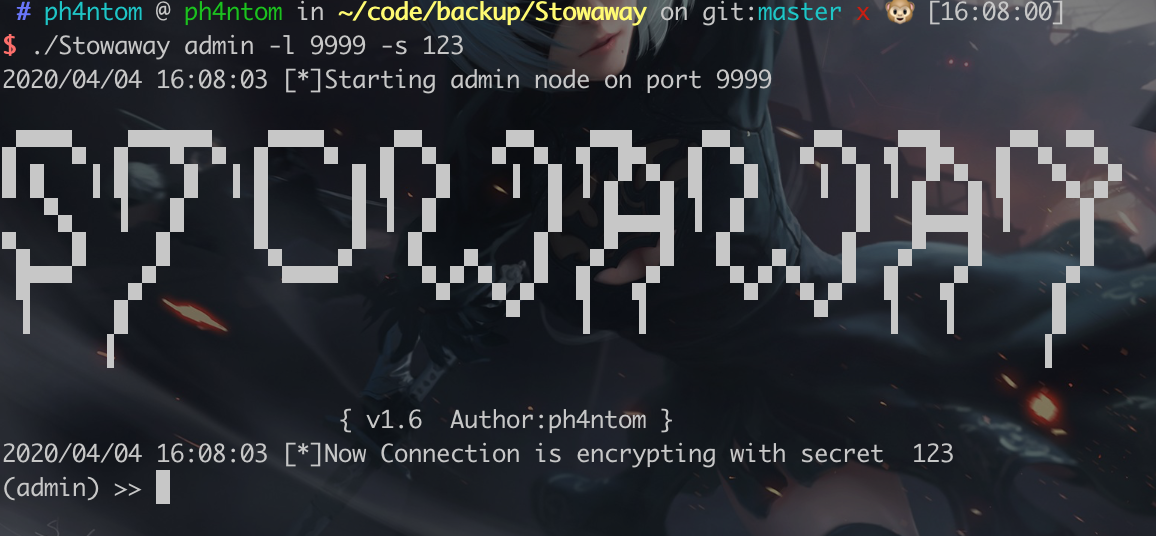 # ph4ntom @ ph4ntom in ~/code/backup/Stowaway on git:master x 🐵 [16:08:00]
$ ./Stowaway admin -l 9999 -s 123
2020/04/04 16:08:03 [*]Starting admin node on port 9999
STOWAWAY
{ v1.6  Author:ph4ntom }
2020/04/04 16:08:03 [*]Now Connection is encrypting with secret  123
(admin) >>